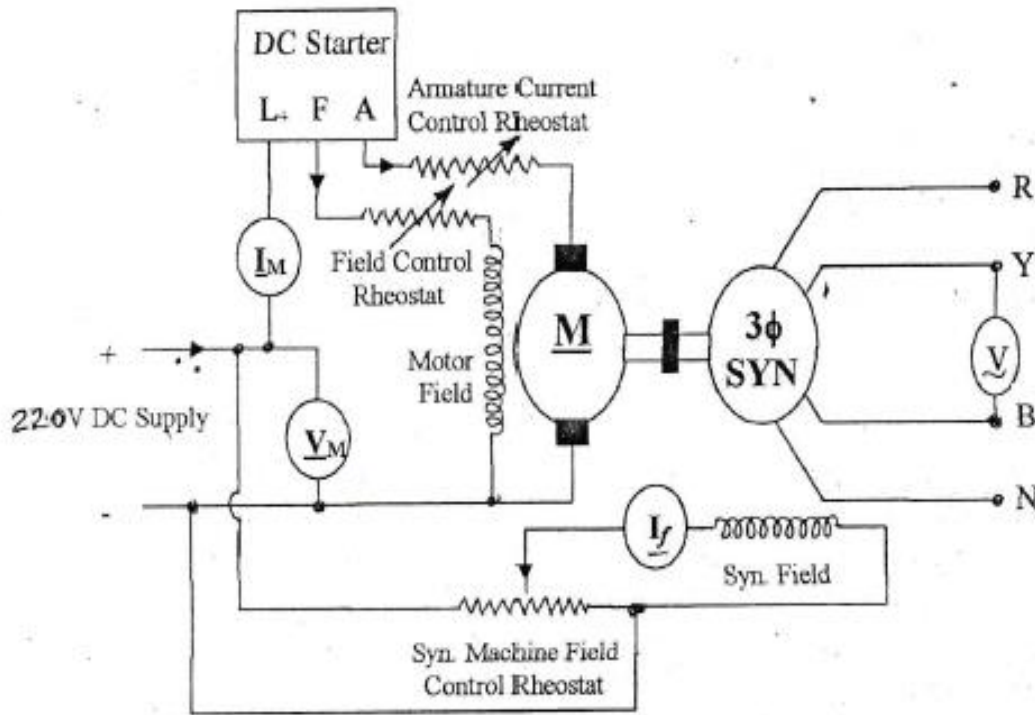 DC Starter
L+ F A
Armature Current
Control Rheostat
Field Control
Rheostat
I_M
+
220V DC Supply
-
V_M
Motor
Field
M
3ϕ
SYN
R
Y
V
B
N
I_f
Syn. Field
Syn. Machine Field
Control Rheostat